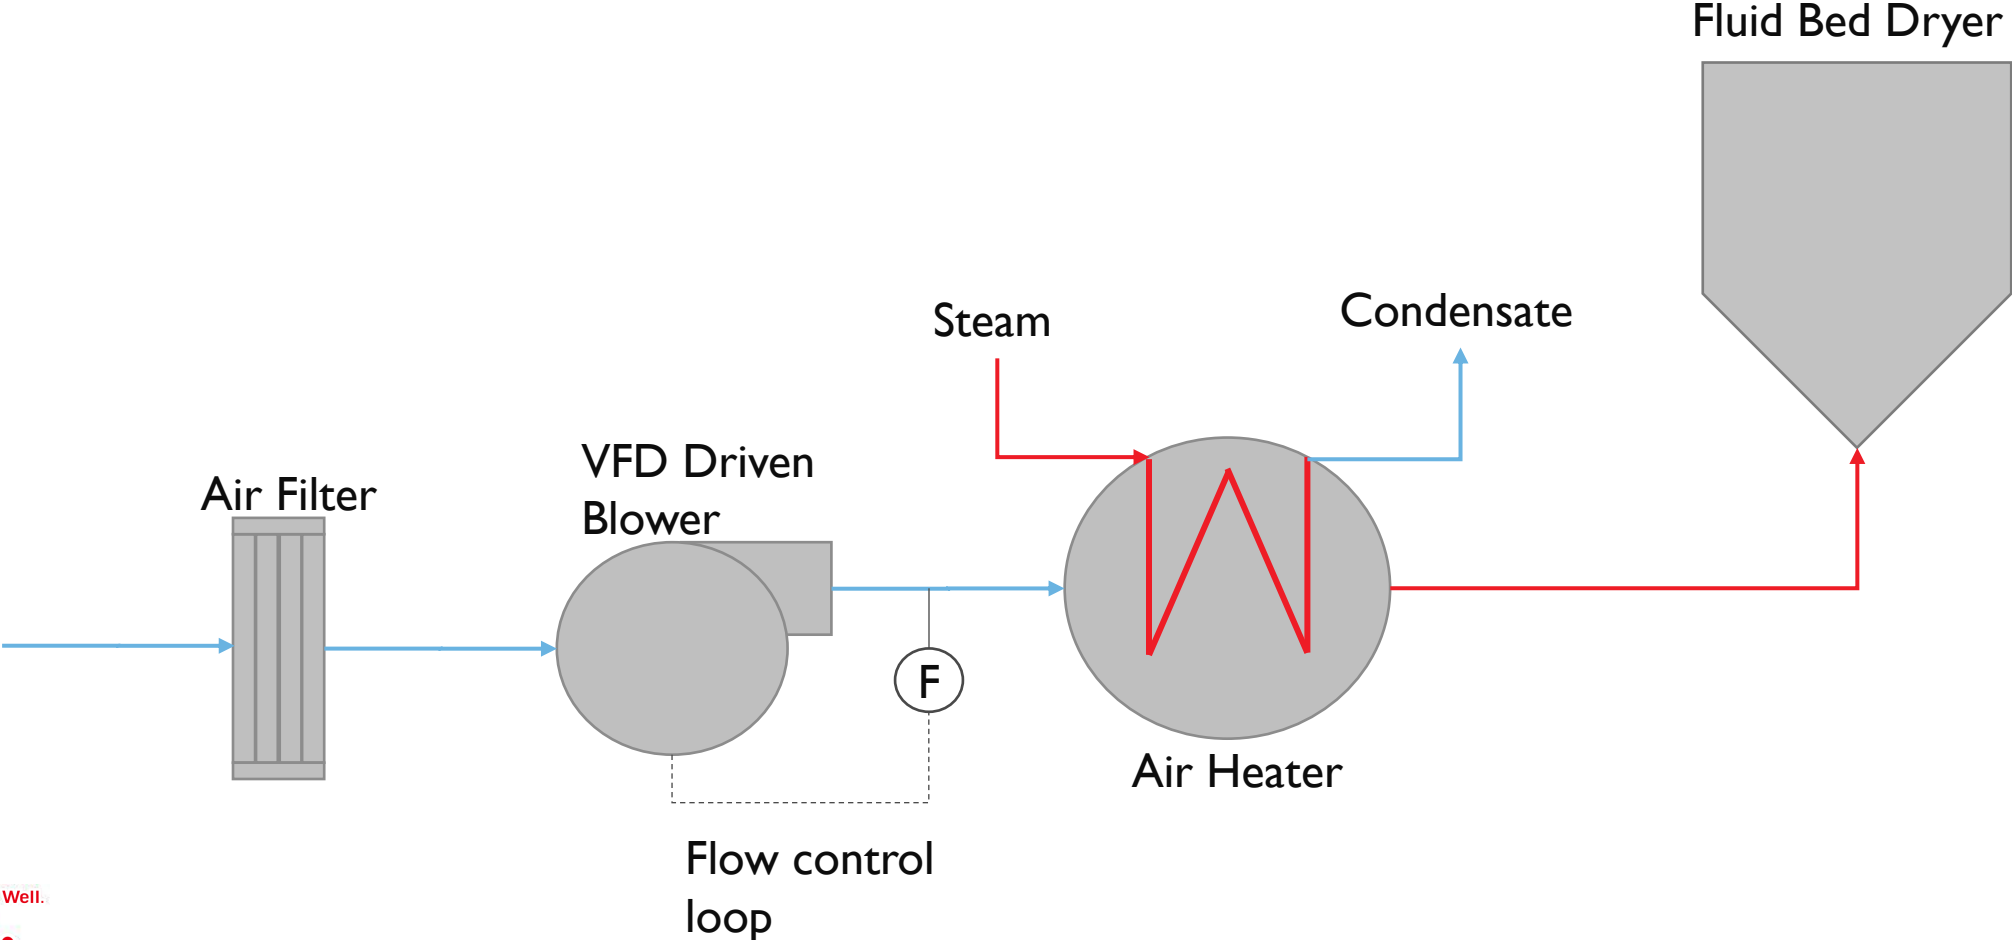 Fluid Bed Dryer
Steam
Condensate
VFD Driven
Blower
Air Filter
F
Air Heater
Flow control
loop
Well.